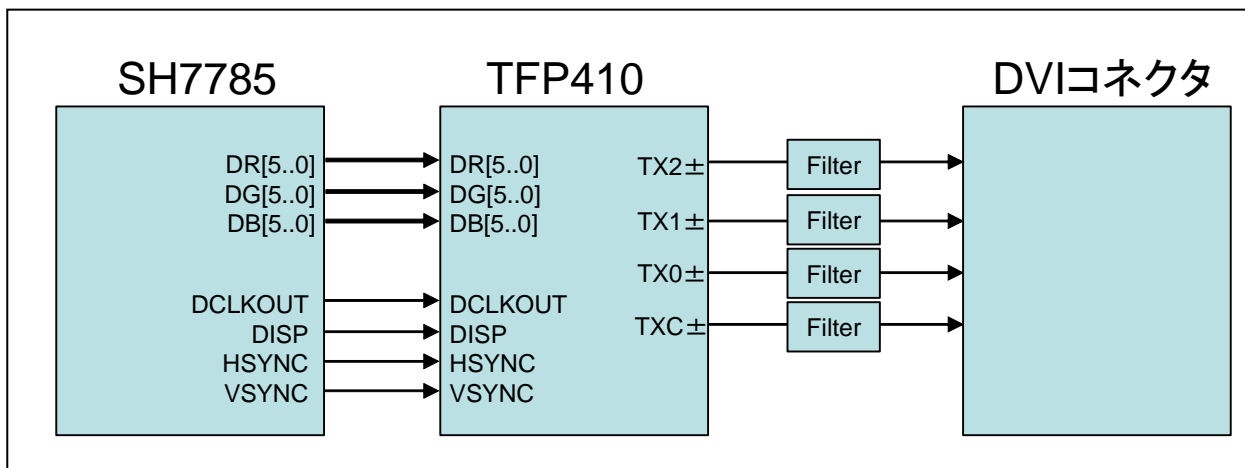 SH7785
TFP410
DVIコネクタ
DR[5..0]
DG[5..0]
DB[5..0]
DCLKOUT
DISP
HSYNC
VSYNC
DR[5..0]
DG[5..0]
DB[5..0]
DCLKOUT
DISP
HSYNC
VSYNC
TX2±
TX1±
TX0±
TXC±
Filter
Filter
Filter
Filter